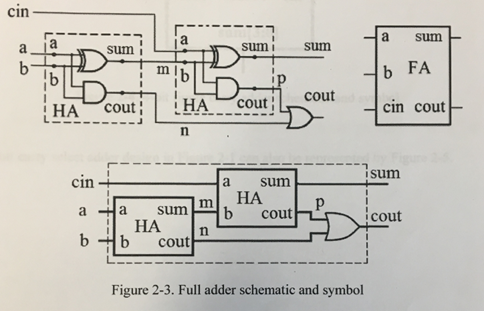 cin
a a sum a sum sum a sum
b b m b p b FA
HA cout HA cout cout cin cout
n
cin a sum sum
a a sum m b HA p
b b HA cout n cout cout
Figure 2-3. Full adder schematic and symbol